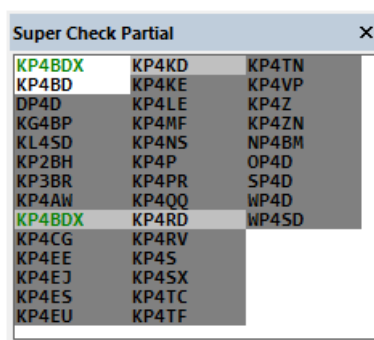 Super Check Partial ×
KP4BDX KP4KD KP4TN
KP4BD KP4KE KP4VP
DP4D KP4LE KP4Z
KG4BP KP4MF KP4ZN
KL4SD KP4NS NP4BM
KP2BH KP4P OP4D
KP3BR KP4PR SP4D
KP4AW KP4QQ WP4D
KP4BDX KP4RD WP4SD
KP4CG KP4RV
KP4EE KP4S
KP4EJ KP4SX
KP4ES KP4TC
KP4EU KP4TF